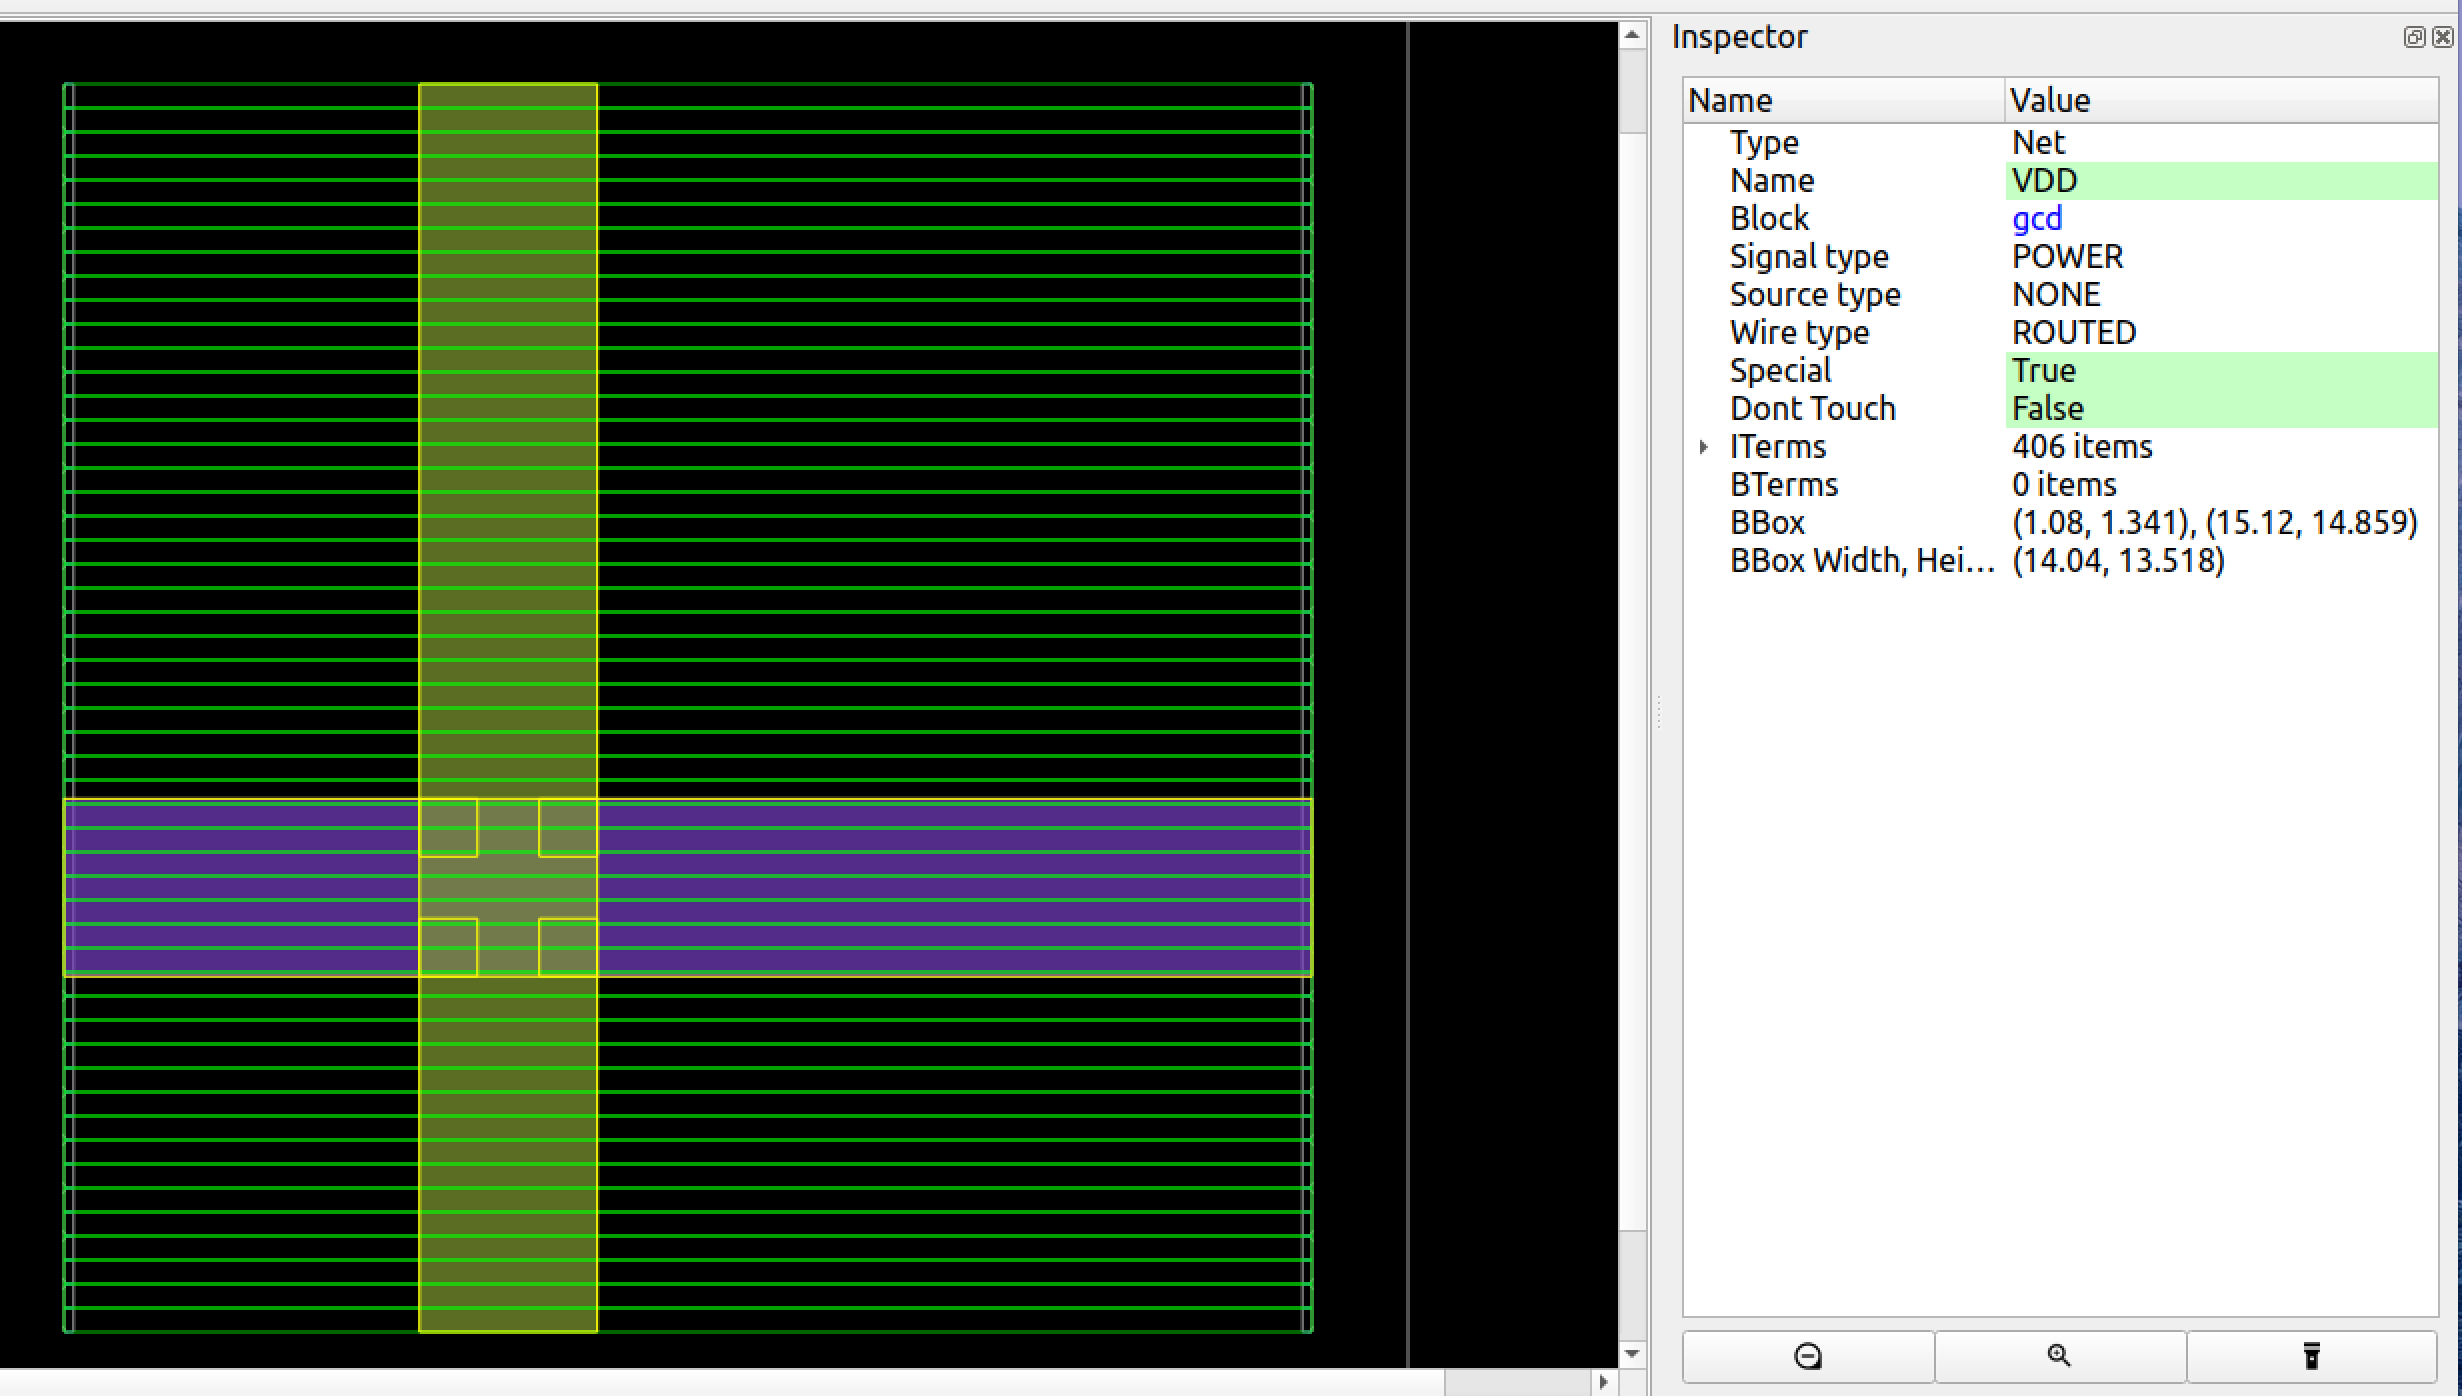 Inspector
Name Value
Type Net
Name VDD
Block gcd
Signal type POWER
Source type NONE
Wire type ROUTED
Special True
Dont Touch False
ITerms 406 items
BTerms 0 items
BBox (1.08, 1.341), (15.12, 14.859)
BBox Width, Hei... (14.04, 13.518)